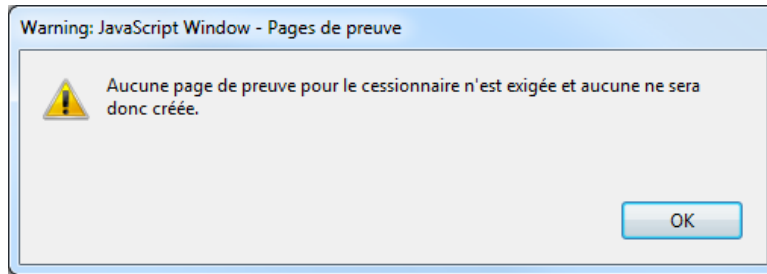 Warning: JavaScript Window - Pages de preuve
Aucune page de preuve pour le cessionnaire n'est exigée et aucune ne sera
donc créée.
OK